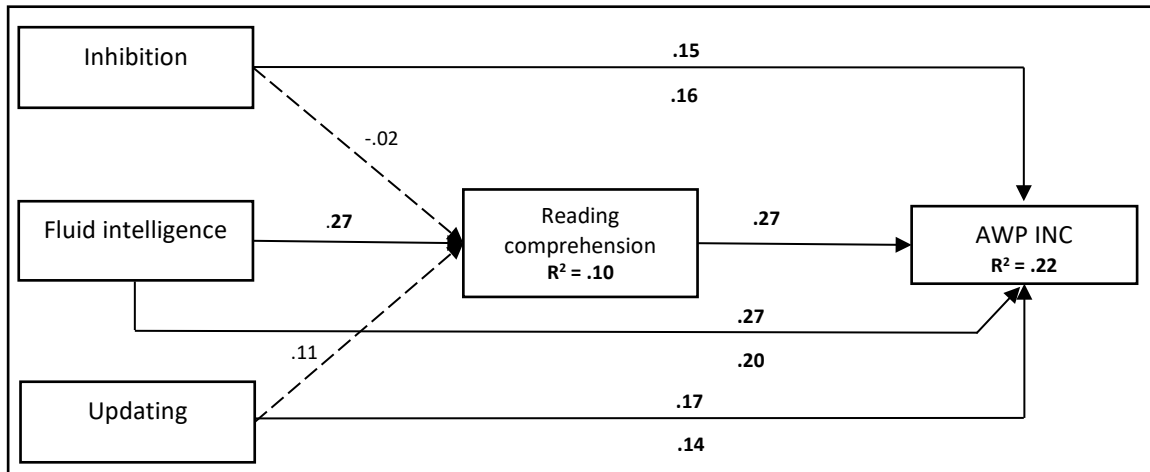 Inhibition
.15
.16
-.02
Fluid intelligence
.27
Reading
comprehension
R² = .10
.27
AWP INC
R² = .22
.27
.20
.11
Updating
.17
.14